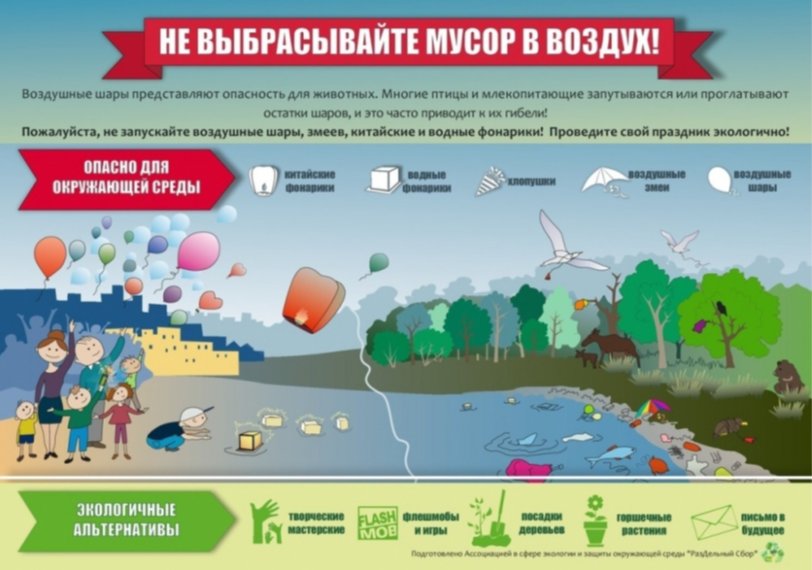 НЕ ВЫБРАСЫВАЙТЕ МУСОР В ВОЗДУХ!
Воздушные шары представляют опасность для животных. Многие птицы и млекопитающие запутываются или проглатывают
остатки шаров, и это часто приводит к их гибели!
Пожалуйста, не запускайте воздушные шары, змеев, китайские и водные фонарики! Проведите свой праздник экологично!
ОПАСНО ДЛЯ
ОКРУЖАЮЩЕЙ СРЕДЫ
китайские
фонарики
водные
фонарики
хлопушки
воздушные
змеи
воздушные
шары
ЭКОЛОГИЧНЫЕ
АЛЬТЕРНАТИВЫ
творческие
мастерские
FLASH
MOB
флешмобы
и игры
посадки
деревьев
горшечные
растения
письмо в
будущее
Подготовлено Ассоциацией в сфере экологии и защиты окружающей среды "РазДельный Сбор"